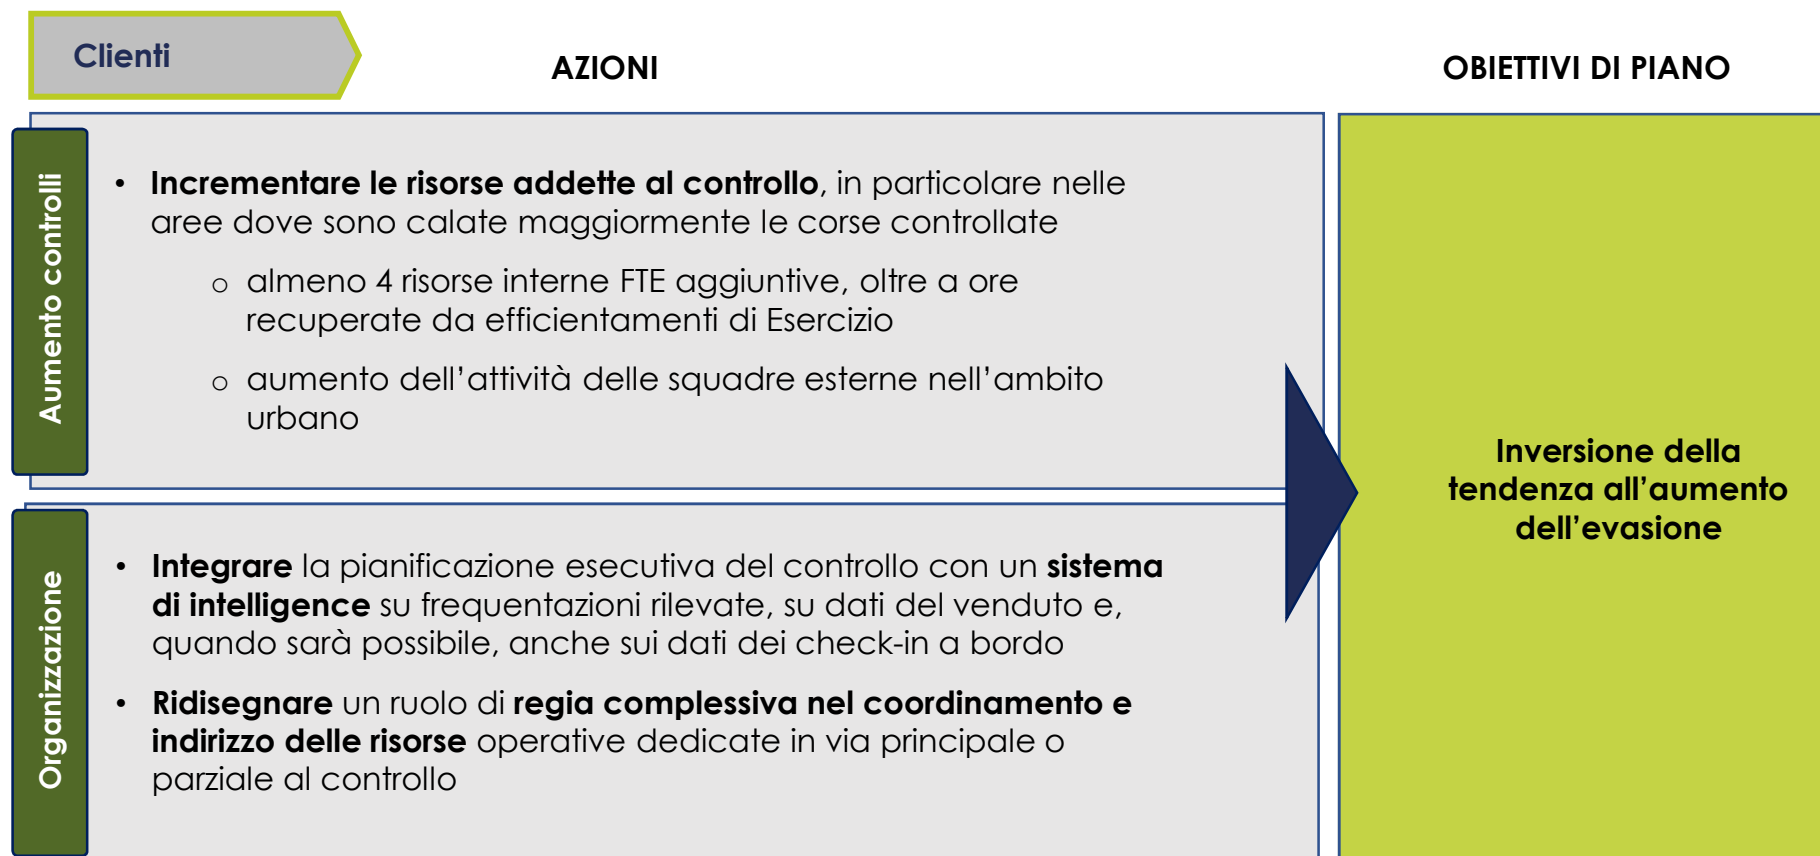 Clienti
AZIONI
OBIETTIVI DI PIANO
Aumento controlli
• Incrementare le risorse addette al controllo, in particolare nelle
aree dove sono calate maggiormente le corse controllate
o almeno 4 risorse interne FTE aggiuntive, oltre a ore
recuperate da efficientamenti di Esercizio
o aumento dell’attività delle squadre esterne nell’ambito
urbano
Organizzazione
• Integrare la pianificazione esecutiva del controllo con un sistema
di intelligence su frequentazioni rilevate, su dati del venduto e,
quando sarà possibile, anche sui dati dei check-in a bordo
• Ridisegnare un ruolo di regia complessiva nel coordinamento e
indirizzo delle risorse operative dedicate in via principale o
parziale al controllo
Inversione della
tendenza all’aumento
dell’evasione